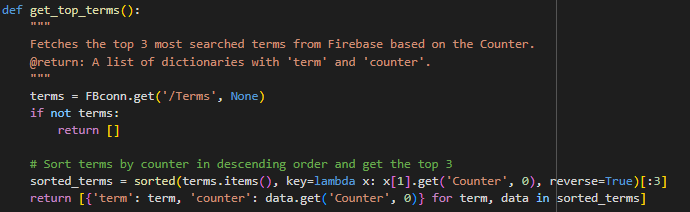 def get_top_terms():
    """
    Fetches the top 3 most searched terms from Firebase based on the Counter.
    @return: A list of dictionaries with 'term' and 'counter'.
    """
    terms = FBconn.get('/Terms', None)
    if not terms:
        return []

    # Sort terms by counter in descending order and get the top 3
    sorted_terms = sorted(terms.items(), key=lambda x: x[1].get('Counter', 0), reverse=True)[:3]
    return [{'term': term, 'counter': data.get('Counter', 0)} for term, data in sorted_terms]